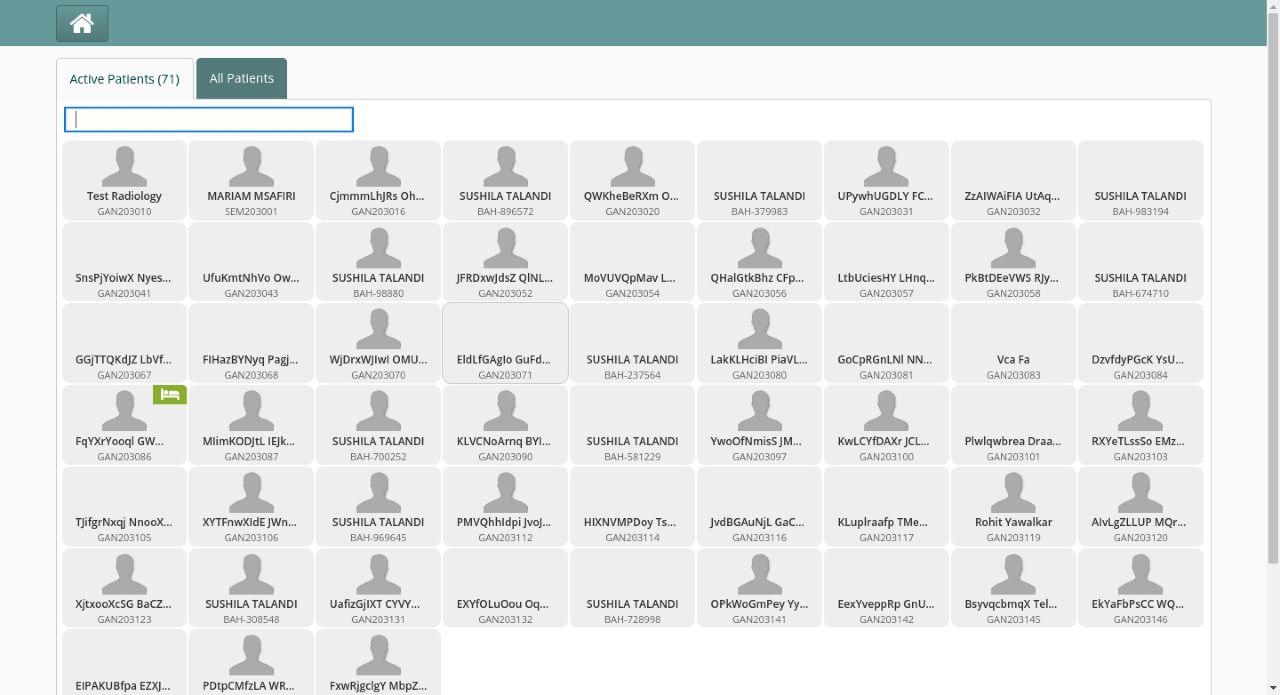 Active Patients (71)
All Patients
Test Radiology
GAN203010
MARIAM MSAFIRI
SEM203001
CjmmmLhJRs Oh...
GAN203016
SUSHILA TALANDI
BAH-896572
QWKheBeRXm O...
GAN203020
SUSHILA TALANDI
BAH-379983
UPywhUGDLY FC...
GAN203031
ZzAIWAiFIA UtAq...
GAN203032
SUSHILA TALANDI
BAH-983194
SnsPjYoiwX Nyes...
GAN203041
UfuKmtNhVo Ow...
GAN203043
SUSHILA TALANDI
BAH-98880
JFRDxwJdsZ QlNL...
GAN203052
MoVUVQpMav L...
GAN203054
QHalGtkBhz CFp...
GAN203056
LtbUciesHY LHnq...
GAN203057
PkBtDEeVWS RJy...
GAN203058
SUSHILA TALANDI
BAH-674710
GGjTTQKdJZ LbVf...
GAN203067
FIHazBYNyq Pagj...
GAN203068
WjDrxWJIwI OMU...
GAN203070
EldLfGAgIo GuFd...
GAN203071
SUSHILA TALANDI
BAH-237564
LakKLHciBI PiaVL...
GAN203080
GoCpRGnLNl NN...
GAN203081
Vca Fa
GAN203083
DzvfdyPGcK YsU...
GAN203084
FqYXrYooql GW...
GAN203086
MIimKODJtL IEJk...
GAN203087
SUSHILA TALANDI
BAH-700252
KLVCNoArnq BYI...
GAN203090
SUSHILA TALANDI
BAH-581229
YwoOfNmisS JM...
GAN203097
KwLCYfDAXr JCL...
GAN203100
Plwlqwbrea Draa...
GAN203101
RXYeTLssSo EMz...
GAN203103
TJifgrNxqj NnooX...
GAN203105
XYTFnwXIdE JWn...
GAN203106
SUSHILA TALANDI
BAH-969645
PMVQhhIdpi JvoJ...
GAN203112
HIXNVMPDoy Ts...
GAN203114
JvdBGAuNjL GaC...
GAN203116
KLuplraafp TMe...
GAN203117
Rohit Yawalkar
GAN203119
AIvLgZLLUP MQr...
GAN203120
XjtxooXcSG BaCZ...
GAN203123
SUSHILA TALANDI
BAH-308548
UafizGjIXT CYVY...
GAN203131
EXYfOLuOou Oq...
GAN203132
SUSHILA TALANDI
BAH-728998
OPkWoGmPey Yy...
GAN203141
EexYveppRp GnU...
GAN203142
BsyvqcbmqX Tel...
GAN203145
EkYaFbPsCC WQ...
GAN203146
EIPAKUBfpa EZXJ...
PDtpCMfzLA WR...
FxwRjgclgY MbpZ...